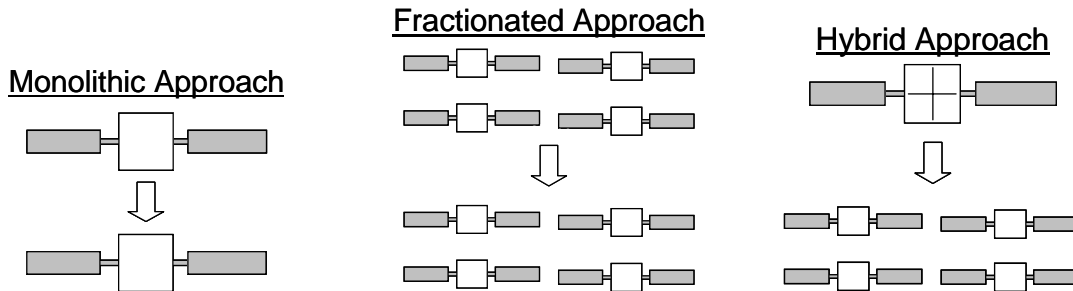 Monolithic Approach
Fractionated Approach
Hybrid Approach